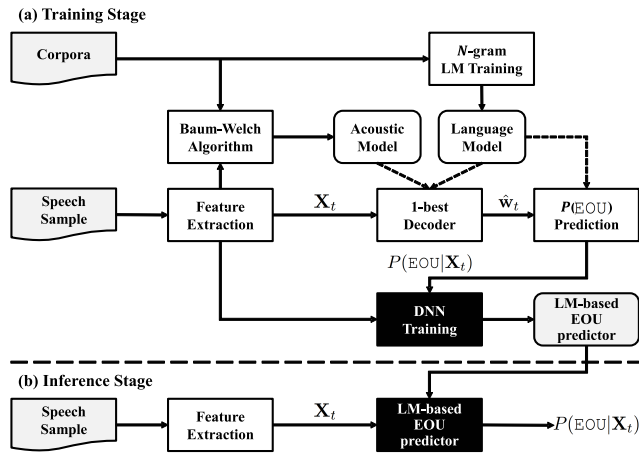 (a) Training Stage
Corpora
N-gram
LM Training
Baum-Welch
Algorithm
Acoustic
Model
Language
Model
Speech
Sample
Feature
Extraction
X_t
1-best
Decoder
ŵ_t
P(EOU)
Prediction
P(EOU|X_t)
DNN
Training
LM-based
EOU
predictor
(b) Inference Stage
Speech
Sample
Feature
Extraction
X_t
LM-based
EOU
predictor
P(EOU|X_t)